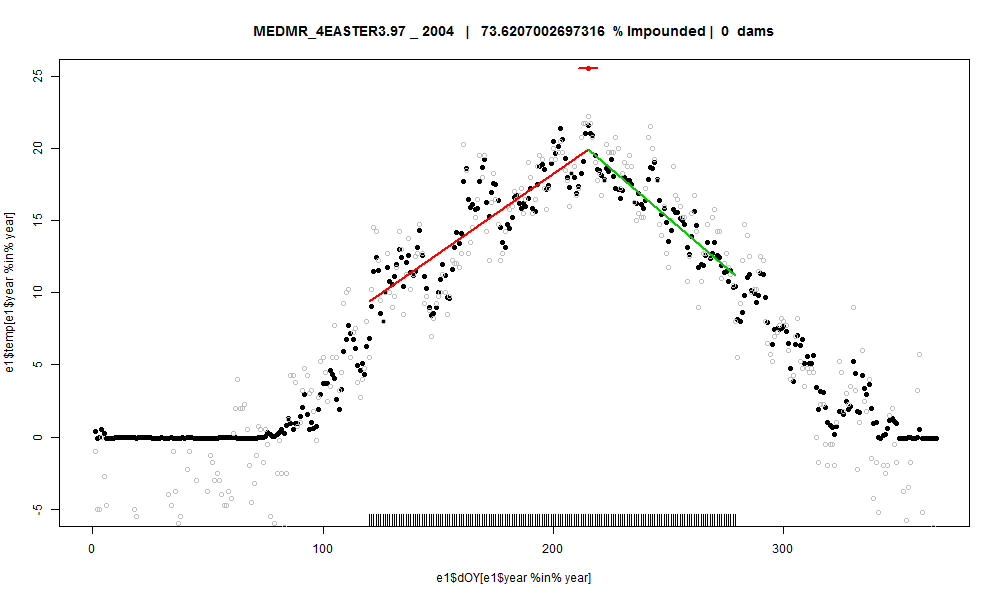 MEDMR_4EASTER3.97 _ 2004 | 73.6207002697316 % Impounded | 0 dams
e1$temp[e1$year %in% year]
25
20
15
10
5
0
-5
0 100 200 300
e1$dOY[e1$year %in% year]